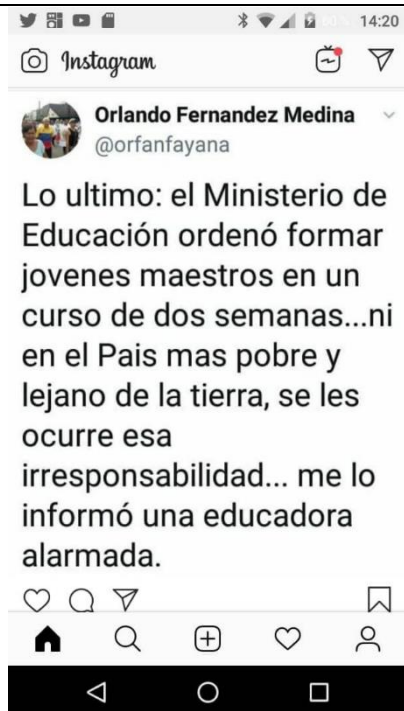 14:20
Instagram
Orlando Fernandez Medina
@orfanfayana
Lo ultimo: el Ministerio de
Educación ordenó formar
jovenes maestros en un
curso de dos semanas...ni
en el Pais mas pobre y
lejano de la tierra, se les
ocurre esa
irresponsabilidad... me lo
informó una educadora
alarmada.